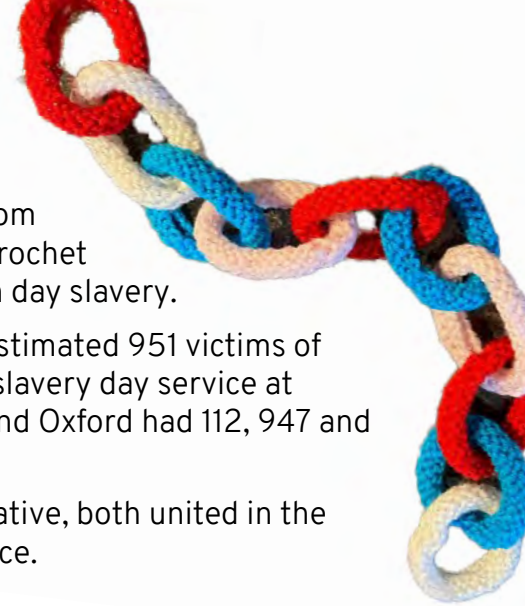 rochet
day slavery.
stimated 951 victims of
slavery day service at
nd Oxford had 112, 947 and
ative, both united in the
ce.